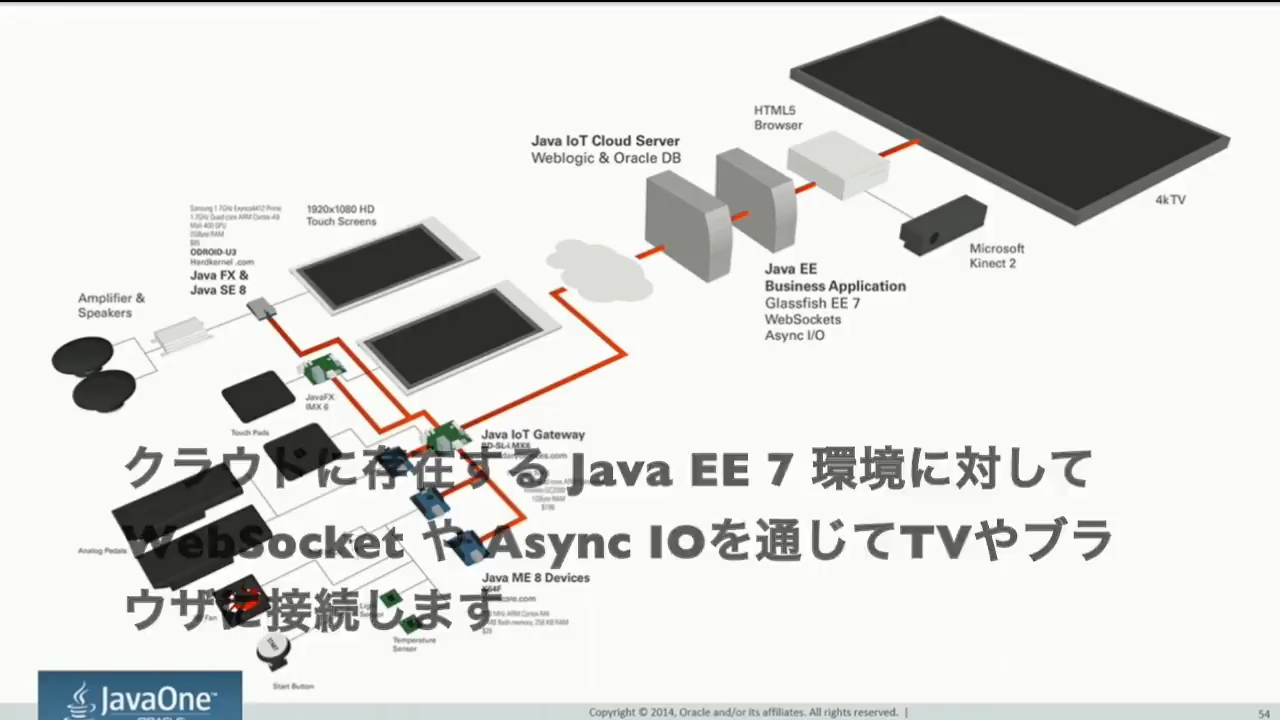 HTML5
Browser
Java IoT Cloud Server
Weblogic & Oracle DB
4kTV
1920x1080 HD
Touch Screens
ODROID-U3
Hardkernel .com
Java FX &
Java SE 8
Microsoft
Kinect 2
Java EE
Business Application
Glassfish EE 7
WebSockets
Async I/O
Amplifier &
Speakers
JavaFX
IMX 6
Touch Pads
Java IoT Gateway
クラウドに存在する Java EE 7 環境に対して
WebSocket や Async IOを通じてTVやブラ
ウザに接続します
Analog Pedals
Java ME 8 Devices
Fan
Temperature
Sensor
Start Button
START
JavaOne™
ORACLE
Copyright © 2014, Oracle and/or its affiliates. All rights reserved. |
54